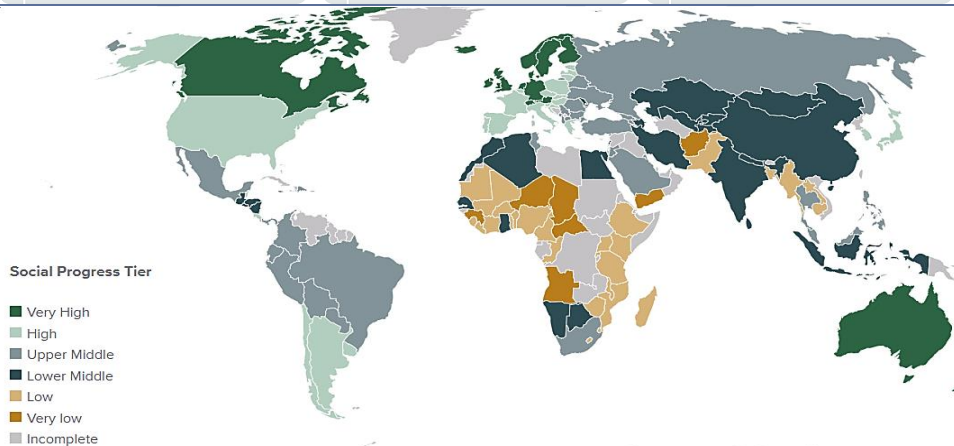 Social Progress Tier
Very High
High
Upper Middle
Lower Middle
Low
Very low
Incomplete